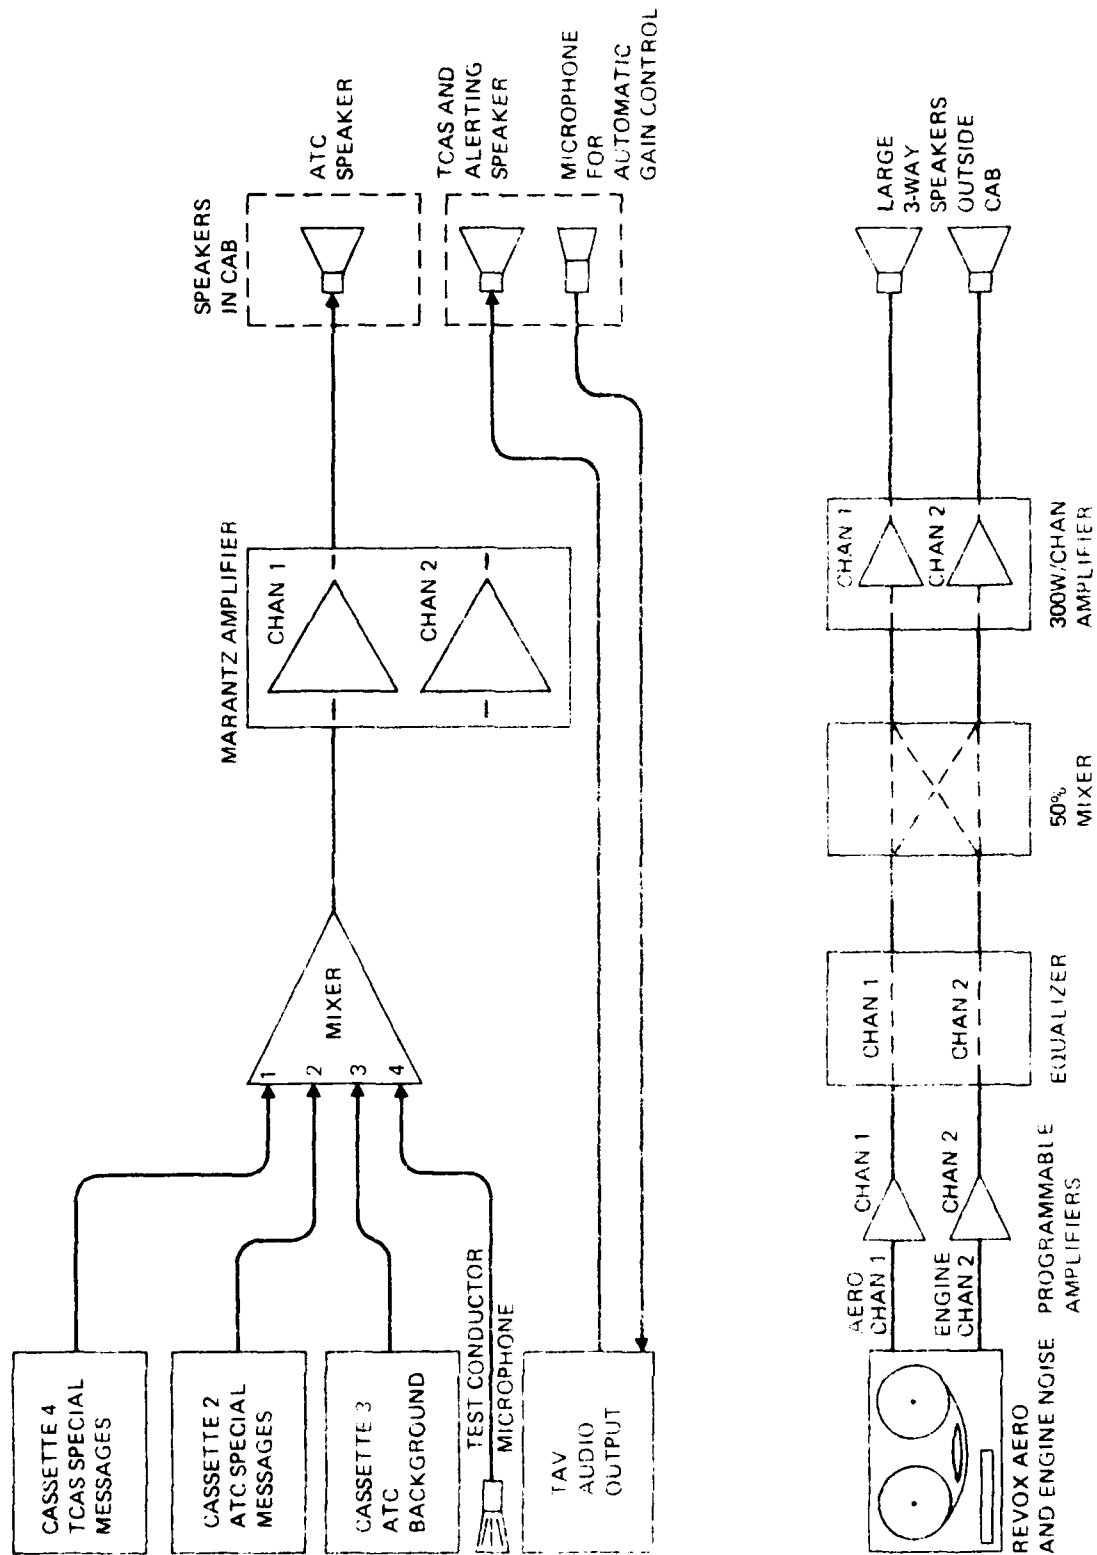 CASSETTE 4
TCAS SPECIAL
MESSAGES
CASSETTE 2
ATC SPECIAL
MESSAGES
CASSETTE 3
ATC
BACKGROUND
TEST CONDUCTOR
MICROPHONE
TAV
AUDIO
OUTPUT
1
2
3
4
MIXER
MARANTZ AMPLIFIER
CHAN 1
CHAN 2
SPEAKERS
IN CAB
ATC
SPEAKER
TCAS AND
ALERTING
SPEAKER
MICROPHONE
FOR
AUTOMATIC
GAIN CONTROL
REVOX AERO
AND ENGINE NOISE
AERO
CHAN 1
ENGINE
CHAN 2
CHAN 1
CHAN 2
PROGRAMMABLE
AMPLIFIERS
CHAN 1
CHAN 2
EQUALIZER
50%
MIXER
CHAN 1
CHAN 2
300W/CHAN
AMPLIFIER
LARGE
3-WAY
SPEAKERS
OUTSIDE
CAB